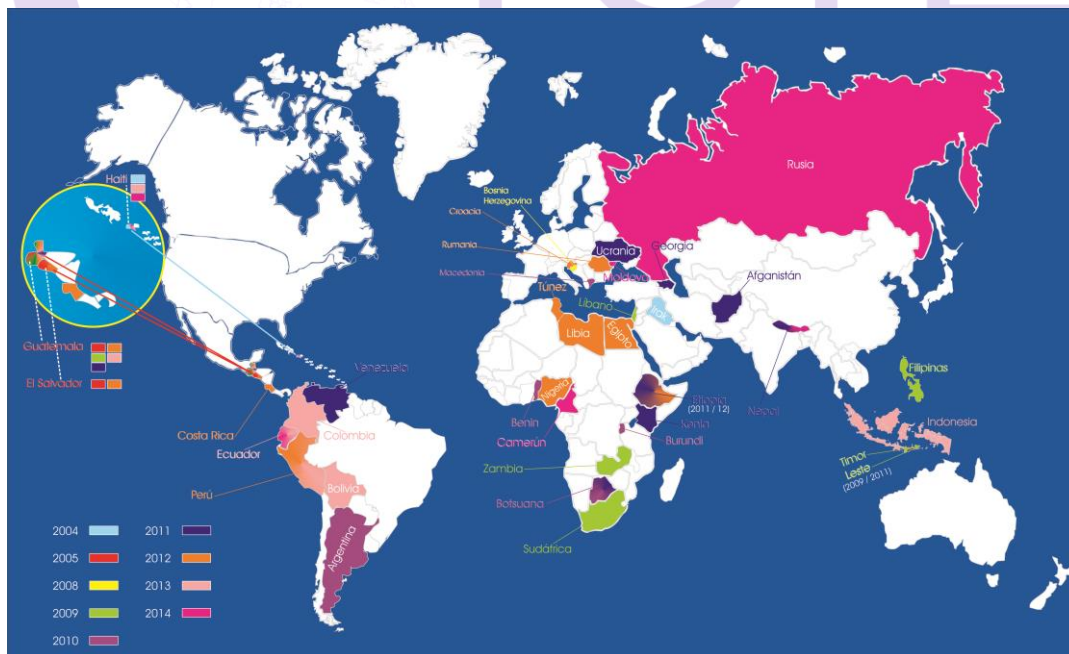 Rusia
Haití
Bosnia
Herzegovina
Croacia
Rumania
Ucrania
Georgia
Macedonia
Moldavia
Afganistán
Túnez
Líbano
Irak
Libia
Egipto
Guatemala
El Salvador
Venezuela
Filipinas
Nigeria
Etiopía
(2011 / 12)
Nepal
Benín
Kenia
Indonesia
Costa Rica
Colombia
Camerún
Burundi
Ecuador
Zambia
Timor
Leste
(2009 / 2011)
Perú
Bolivia
Botsuana
Argentina
Sudáfrica
2004
2011
2005
2012
2008
2013
2009
2014
2010